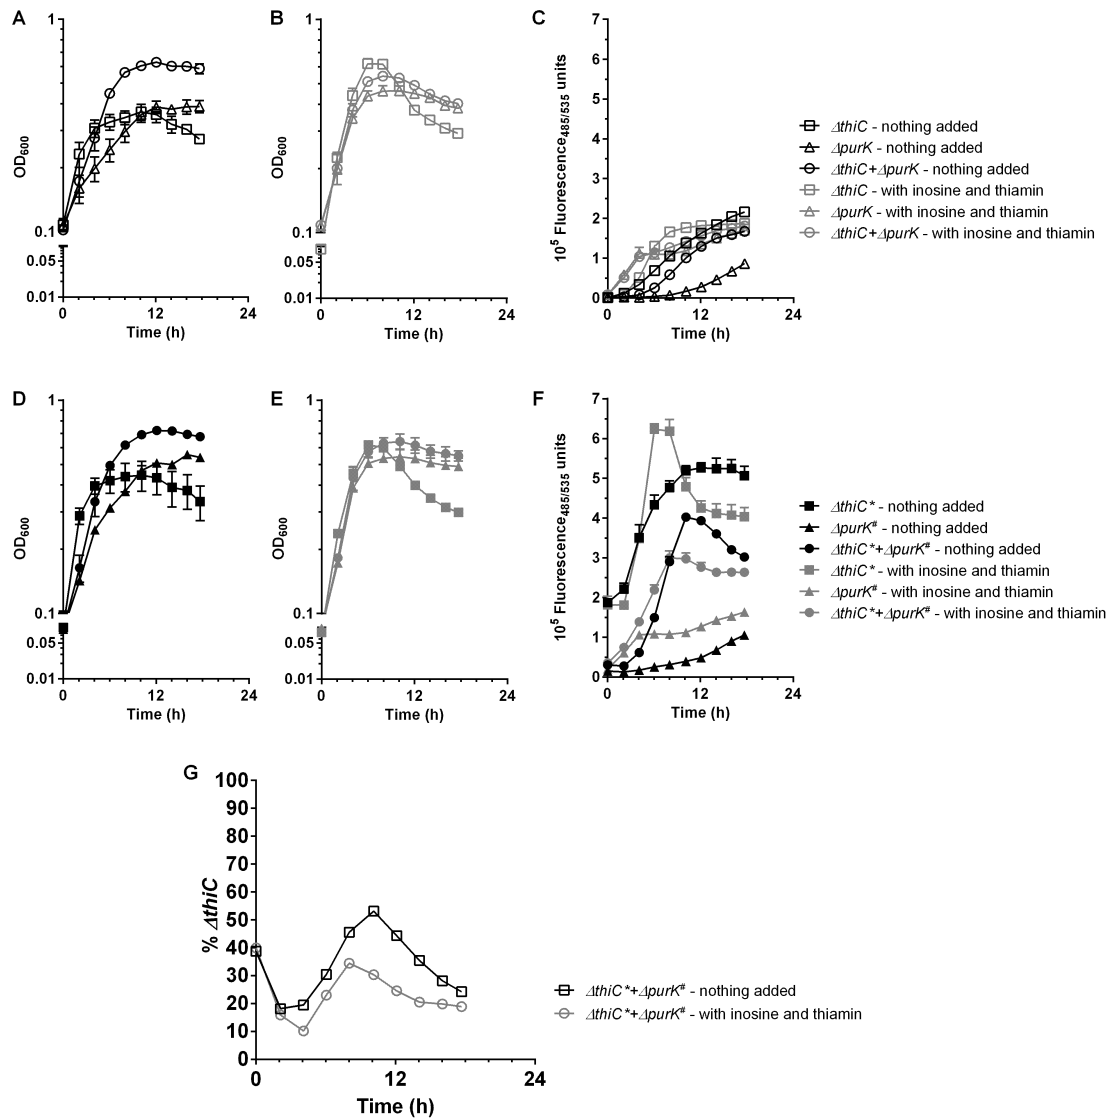 A
1
OD600
0.1
0.05
0.01
0
12
24
Time (h)
B
1
OD600
0.1
0.05
0.01
0
12
24
Time (h)
C
7
6
5
4
3
2
1
0
10^5 Fluorescence485/535 units
0
12
24
Time (h)
ΔthiC - nothing added
ΔpurK - nothing added
ΔthiC+ΔpurK - nothing added
ΔthiC - with inosine and thiamin
ΔpurK - with inosine and thiamin
ΔthiC+ΔpurK - with inosine and thiamin
D
1
OD600
0.1
0.05
0.01
0
12
24
Time (h)
E
1
OD600
0.1
0.05
0.01
0
12
24
Time (h)
F
7
6
5
4
3
2
1
0
10^5 Fluorescence485/535 units
0
12
24
Time (h)
ΔthiC* - nothing added
ΔpurK# - nothing added
ΔthiC*+ΔpurK# - nothing added
ΔthiC* - with inosine and thiamin
ΔpurK# - with inosine and thiamin
ΔthiC*+ΔpurK# - with inosine and thiamin
G
100
90
80
70
60
50
40
30
20
10
0
% ΔthiC
0
12
24
Time (h)
ΔthiC*+ΔpurK# - nothing added
ΔthiC*+ΔpurK# - with inosine and thiamin